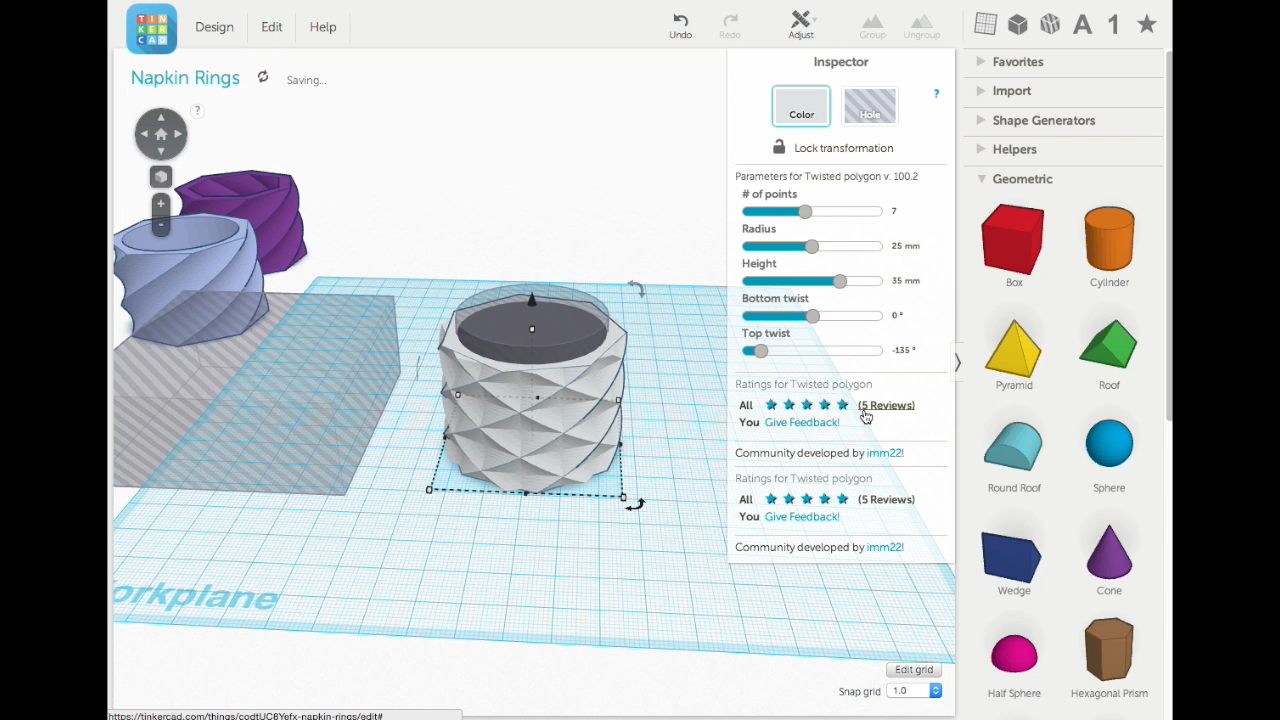 TIN
KER
CAD
Design
Edit
Help
Undo
Redo
Adjust
Group
Ungroup
A
1
Napkin Rings
Saving...
?
+
-
Inspector
Color
Hole
?
Lock transformation
Parameters for Twisted polygon v. 100.2
# of points
7
Radius
25 mm
Height
35 mm
Bottom twist
0 °
Top twist
-135 °
Ratings for Twisted polygon
All
(5 Reviews)
You Give Feedback!
Community developed by imm22!
Ratings for Twisted polygon
All
(5 Reviews)
You Give Feedback!
Community developed by imm22!
Favorites
Import
Shape Generators
Helpers
Geometric
Box
Cylinder
Pyramid
Roof
Round Roof
Sphere
Wedge
Cone
Half Sphere
Hexagonal Prism
orkplane
Edit grid
Snap grid
1.0